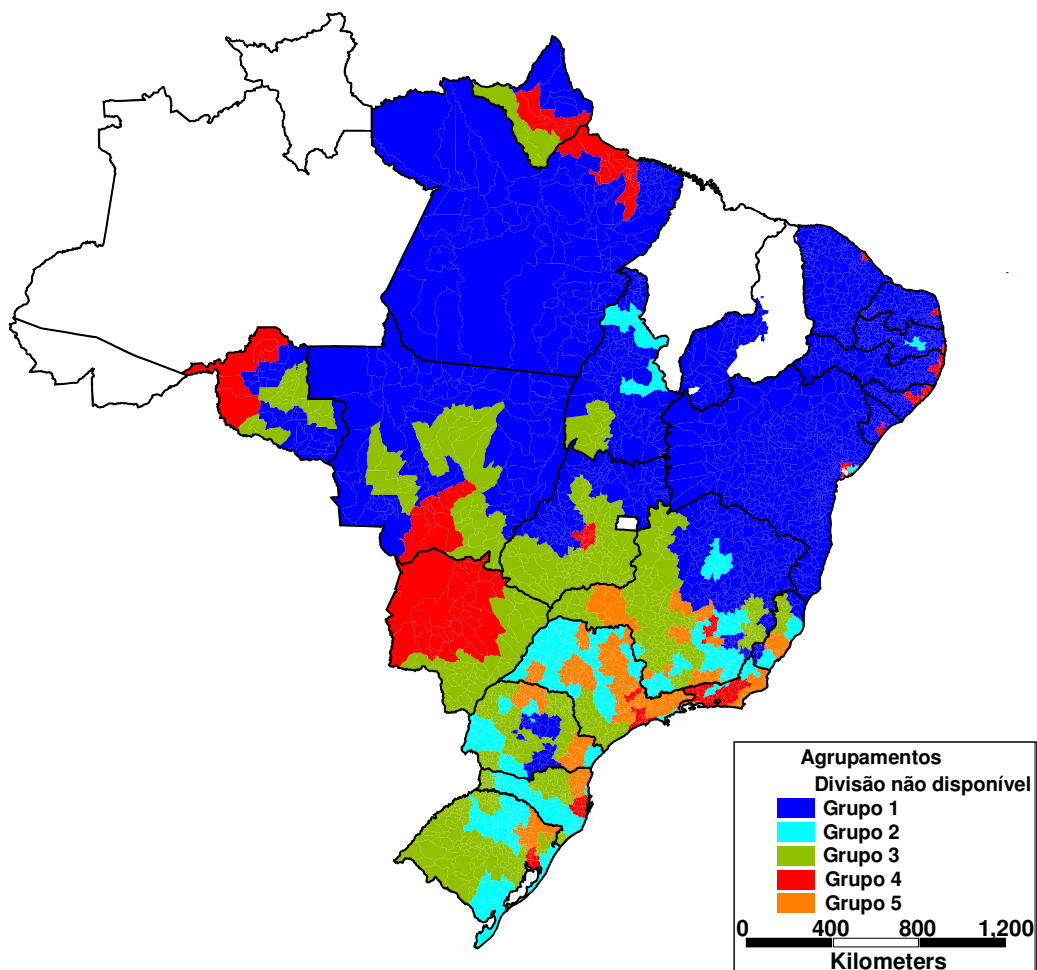 Agrupamentos
Divisão não disponível
Grupo 1
Grupo 2
Grupo 3
Grupo 4
Grupo 5
0 400 800 1,200
Kilometers